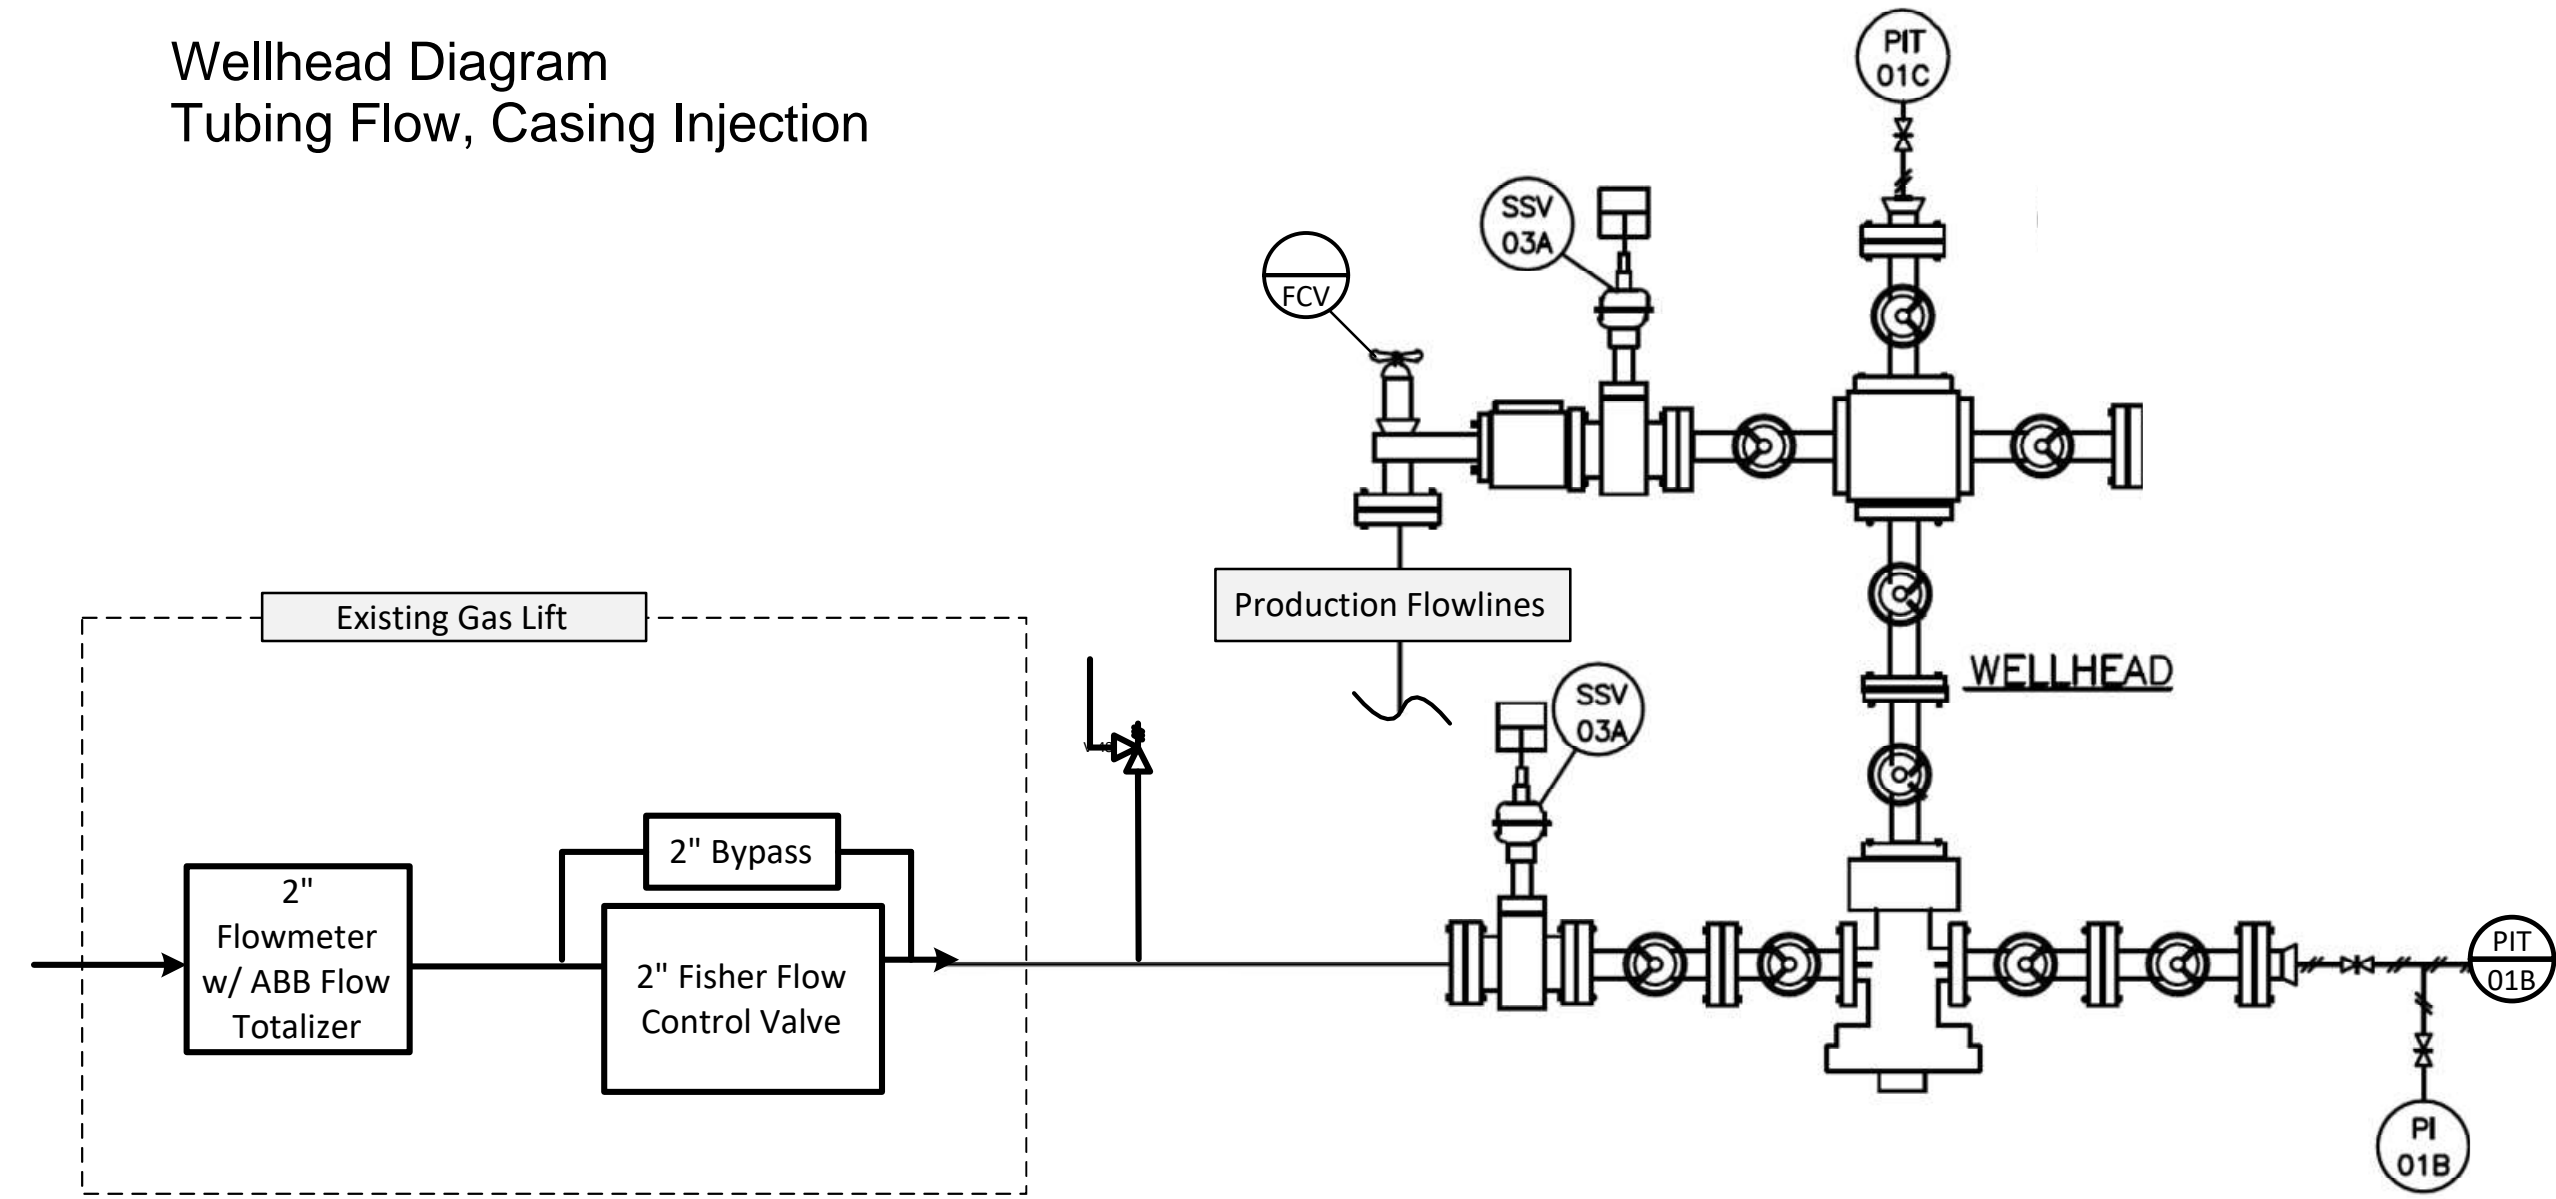 Wellhead Diagram
Tubing Flow, Casing Injection
PIT
01C
SSV
03A
FCV
Production Flowlines
Existing Gas Lift
WELLHEAD
SSV
03A
2" Bypass
2"
Flowmeter
w/ ABB Flow
Totalizer
2" Fisher Flow
Control Valve
PIT
01B
PI
01B